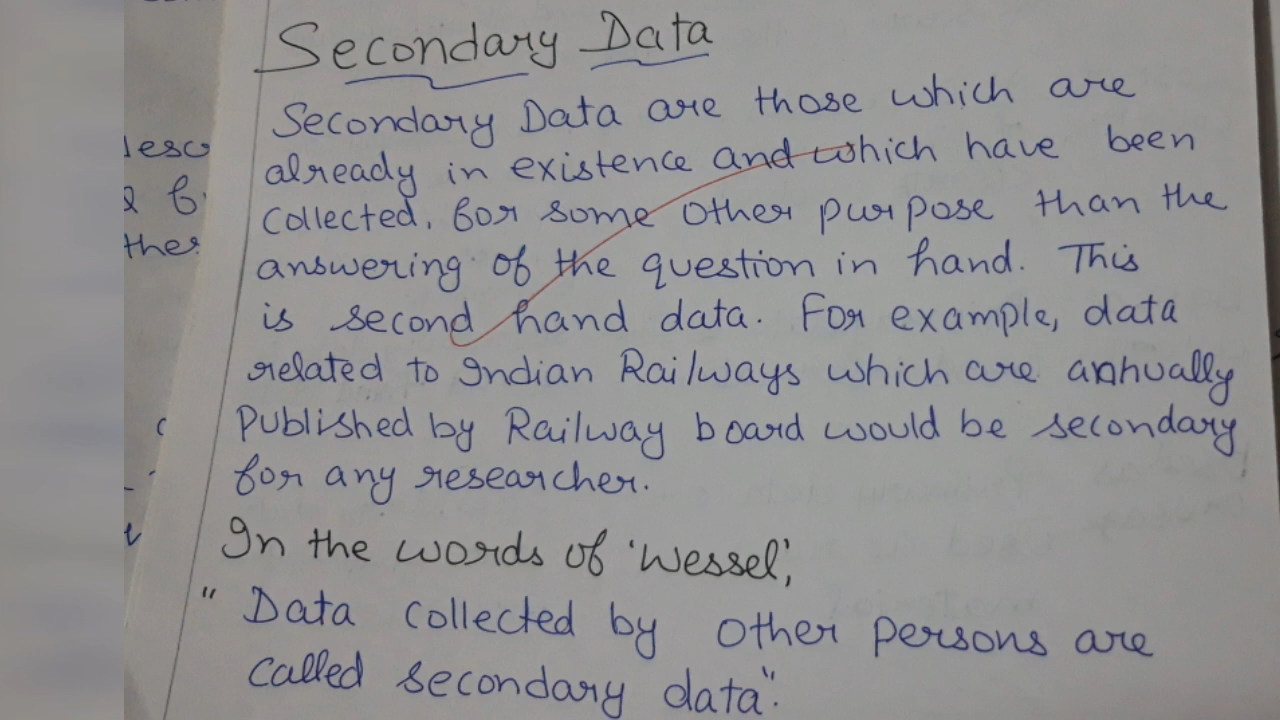 Secondary Data
Secondary Data are those which are
already in existence and which have been
collected, for some other purpose than the
answering of the question in hand. This
is second hand data. For example, data
related to Indian Railways which are annually
published by Railway board would be secondary
for any researcher.
In the words of 'Wessel',
" Data collected by other persons are
called secondary data".